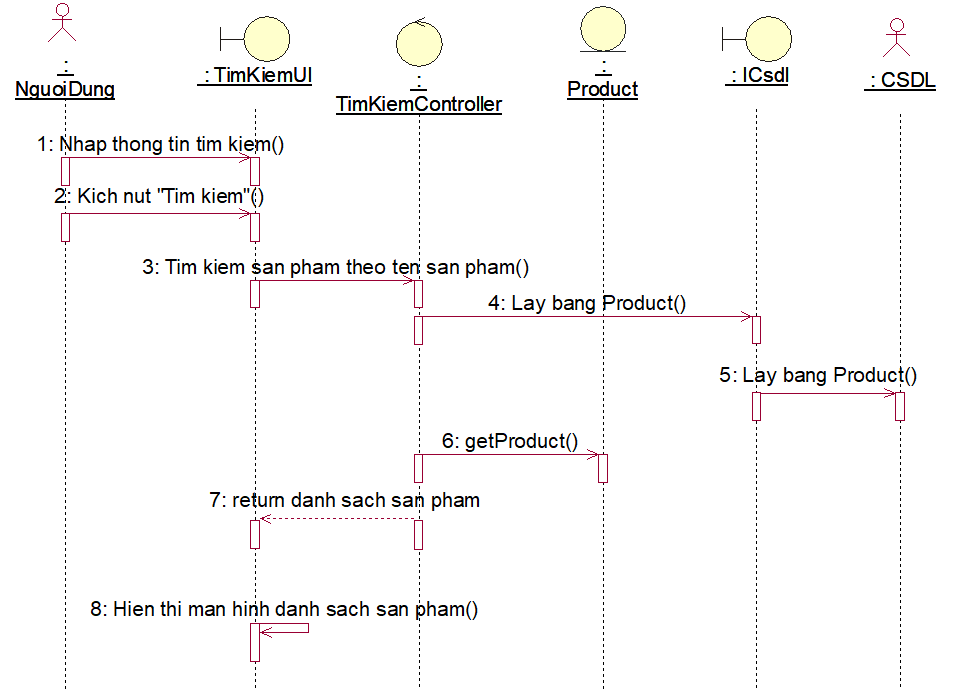 :
NguoiDung
: TimKiemUI
:
TimKiemController
:
Product
: ICsdl
: CSDL
1: Nhap thong tin tim kiem()
2: Kich nut "Tim kiem"()
3: Tim kiem san pham theo ten san pham()
4: Lay bang Product()
5: Lay bang Product()
6: getProduct()
7: return danh sach san pham
8: Hien thi man hinh danh sach san pham()